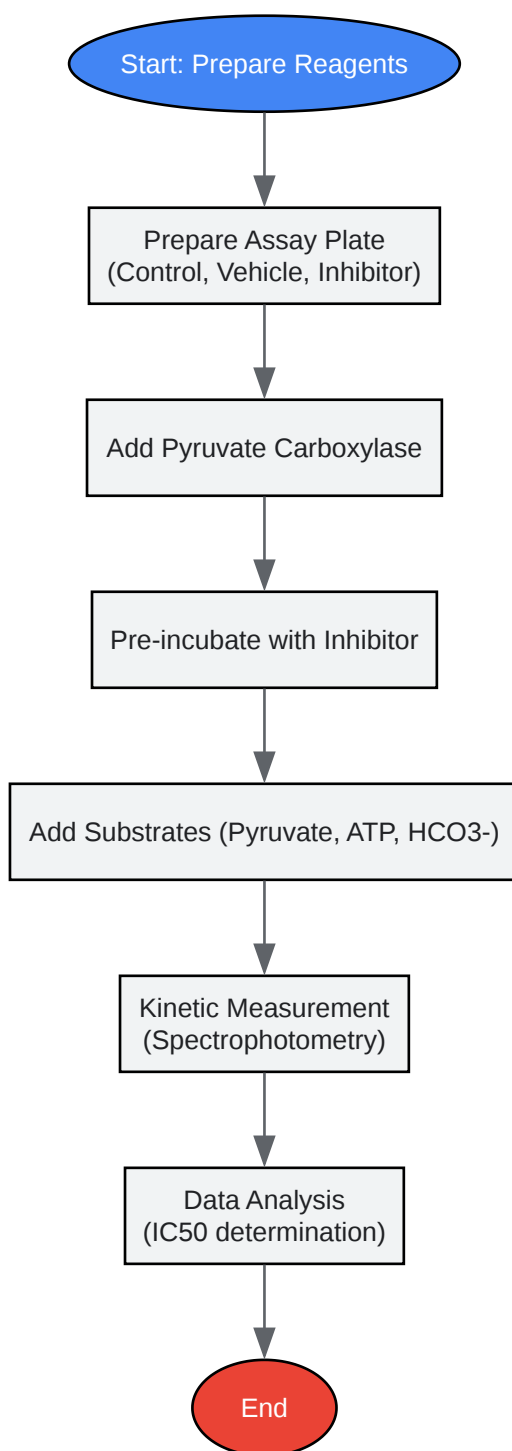 Start: Prepare Reagents
Prepare Assay Plate
(Control, Vehicle, Inhibitor)
Add Pyruvate Carboxylase
Pre-incubate with Inhibitor
Add Substrates (Pyruvate, ATP, HCO3-)
Kinetic Measurement
(Spectrophotometry)
Data Analysis
(IC50 determination)
End